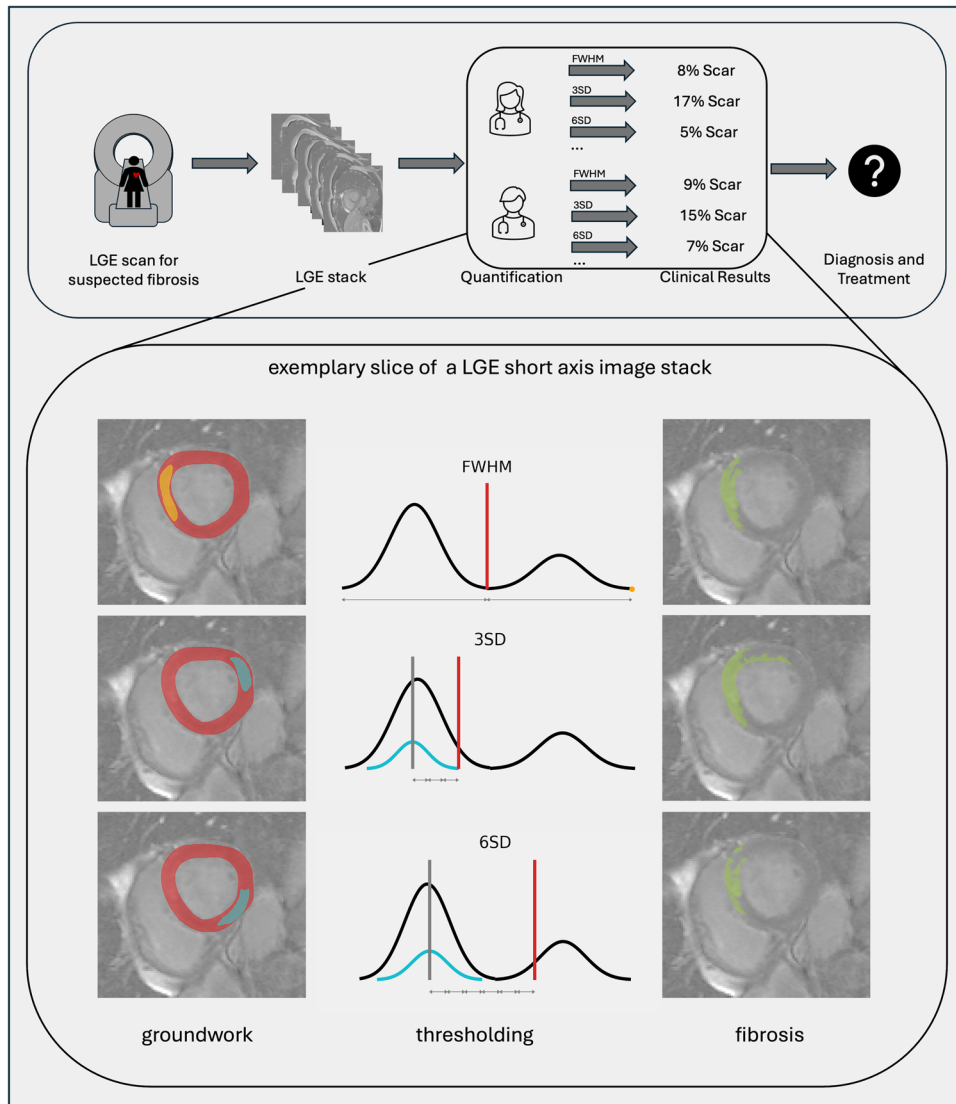 FWHM
8% Scar
3SD
17% Scar
6SD
5% Scar
...
FWHM
9% Scar
3SD
15% Scar
6SD
7% Scar
...
?
LGE scan for
suspected fibrosis
LGE stack
Quantification
Clinical Results
Diagnosis and
Treatment
exemplary slice of a LGE short axis image stack
FWHM
3SD
6SD
groundwork
thresholding
fibrosis